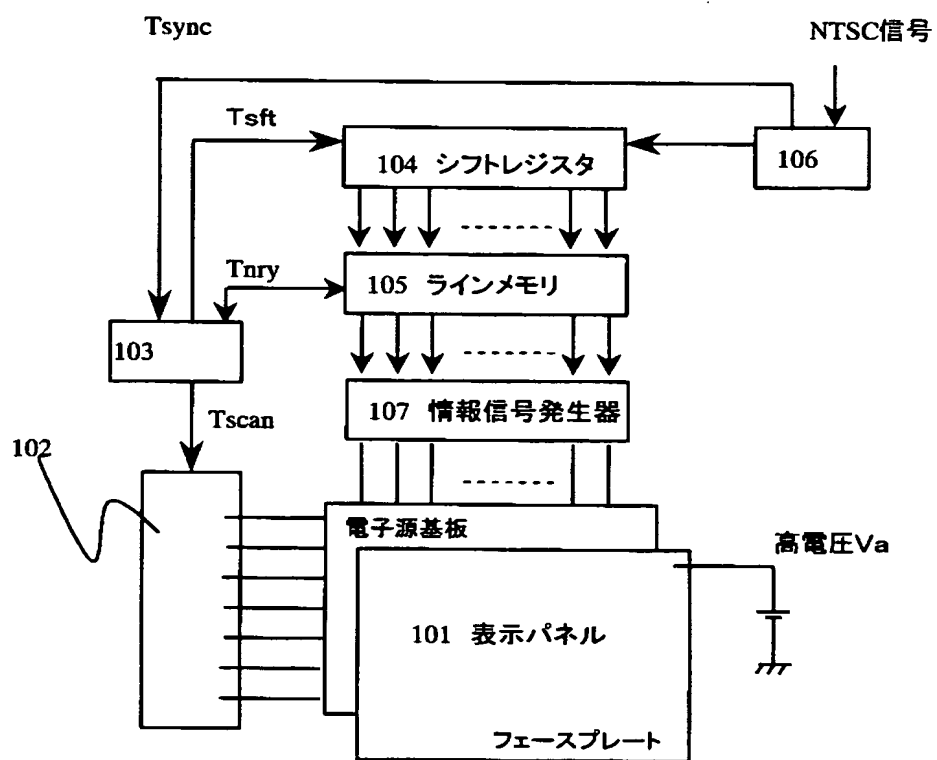 Tsync
NTSC信号
Tsft
104 シフトレジスタ
106
Tnry
105 ラインメモリ
103
107 情報信号発生器
Tscan
102
電子源基板
高電圧Va
101 表示パネル
フェースプレート